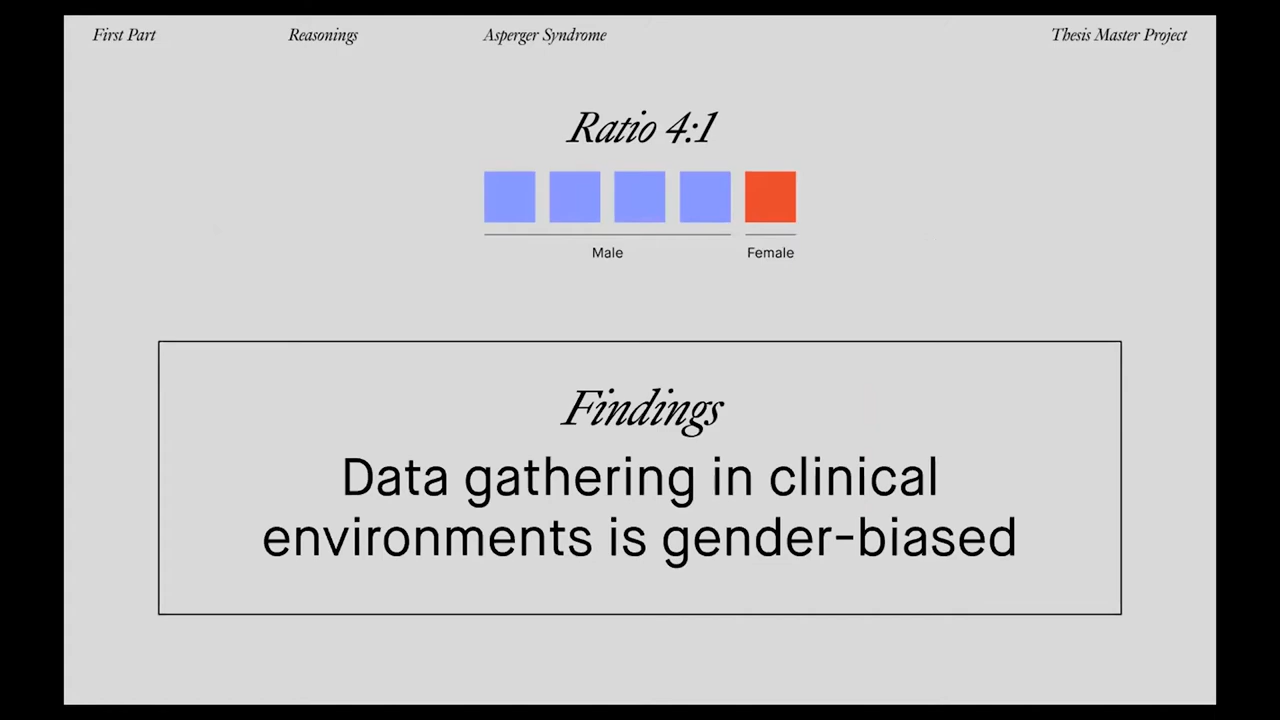 First Part
Reasonings
Asperger Syndrome
Thesis Master Project
Ratio 4:1
Male
Female
Findings
Data gathering in clinical
environments is gender-biased